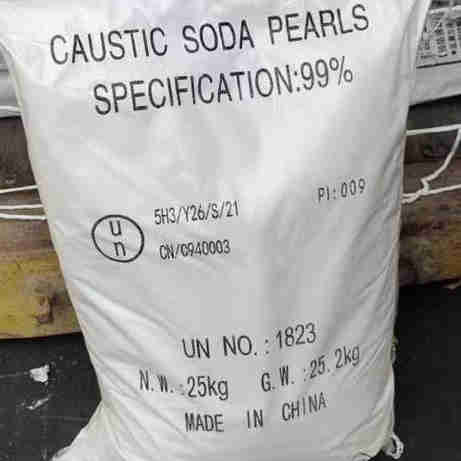 CAUSTIC SODA PEARLS
SPECIFICATION:99%
PI:009
un
5H3/Y26/S/21
CN/C940003
UN NO.:1823
N.W.:25kg G.W.:25.2kg
MADE IN CHINA